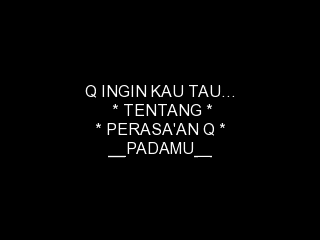 Q INGIN KAU TAU...
* TENTANG *
* PERASA'AN Q *
__PADAMU__